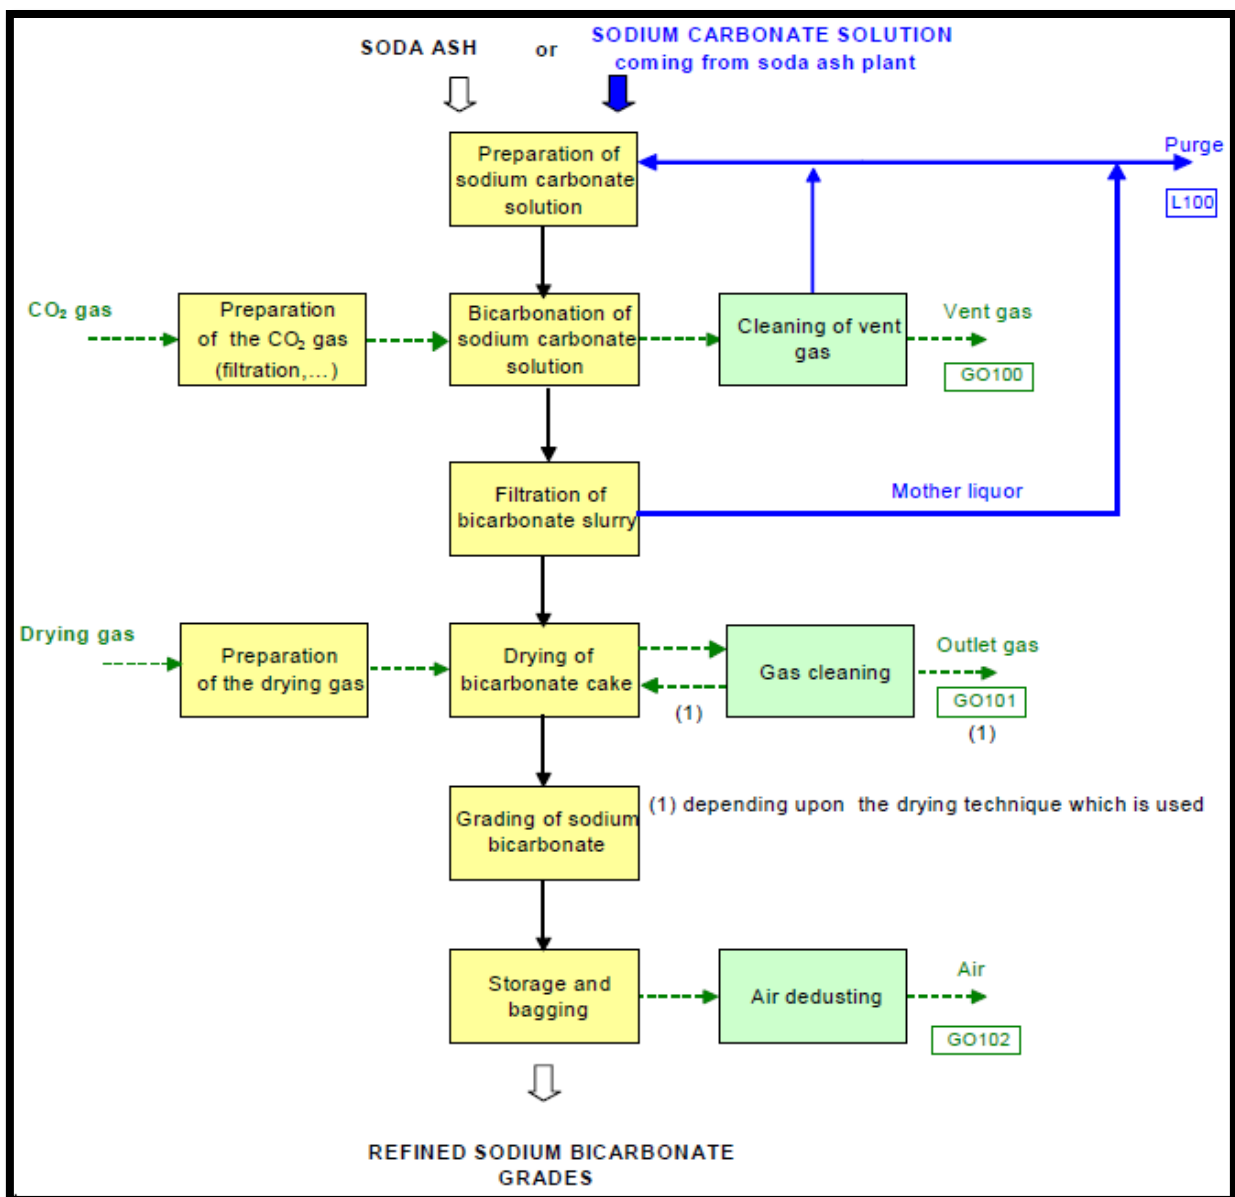 SODA ASH or SODIUM CARBONATE SOLUTION
coming from soda ash plant
Preparation of
sodium carbonate
solution
Purge
L100
CO₂ gas
Preparation
of the CO₂ gas
(filtration,...)
Bicarbonation of
sodium carbonate
solution
Cleaning of vent
gas
Vent gas
GO100
Filtration of
bicarbonate slurry
Mother liquor
Drying gas
Preparation
of the drying gas
Drying of
bicarbonate cake
(1)
Gas cleaning
Outlet gas
GO101
(1)
Grading of sodium
bicarbonate
(1) depending upon the drying technique which is used
Storage and
bagging
Air dedusting
Air
GO102
REFINED SODIUM BICARBONATE
GRADES